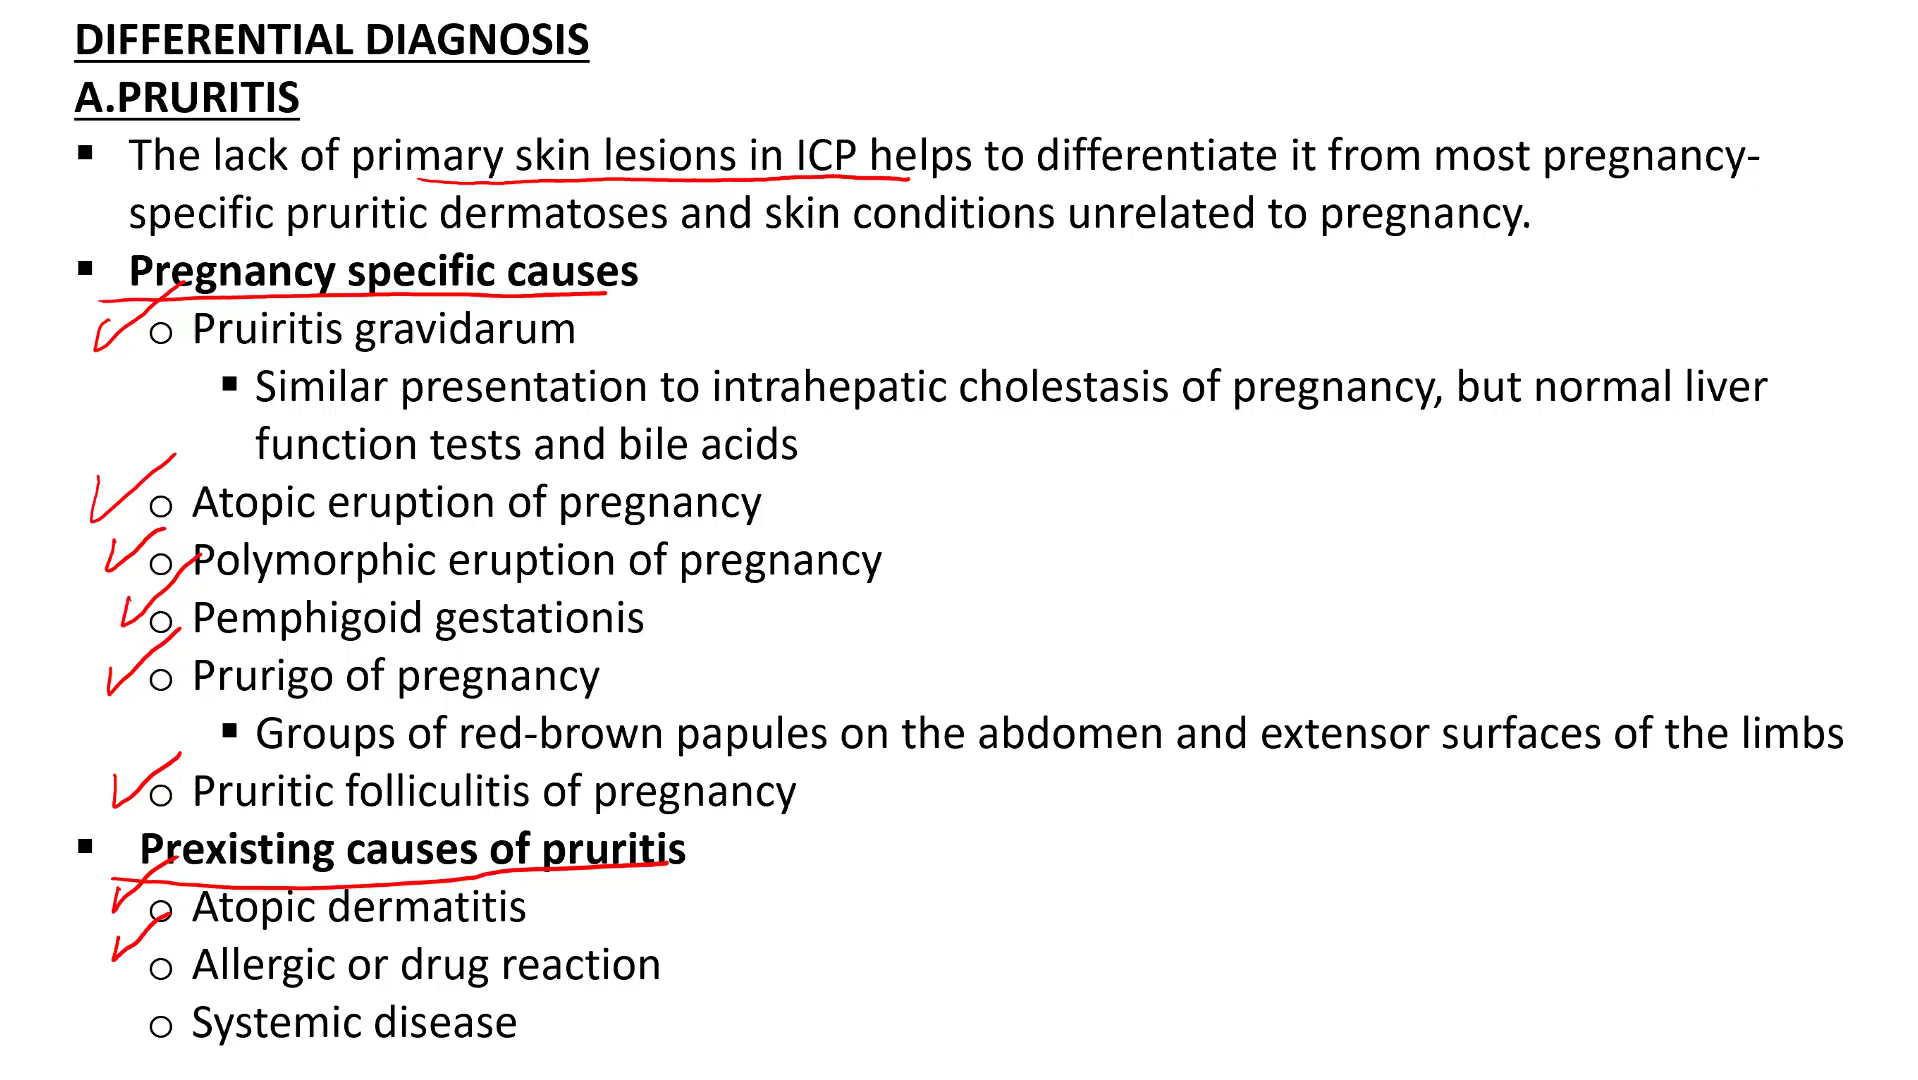 DIFFERENTIAL DIAGNOSIS
A.PRURITIS
▪ The lack of primary skin lesions in ICP helps to differentiate it from most pregnancy-
specific pruritic dermatoses and skin conditions unrelated to pregnancy.
▪ Pregnancy specific causes
o Pruiritis gravidarum
▪ Similar presentation to intrahepatic cholestasis of pregnancy, but normal liver
function tests and bile acids
o Atopic eruption of pregnancy
o Polymorphic eruption of pregnancy
o Pemphigoid gestationis
o Prurigo of pregnancy
▪ Groups of red-brown papules on the abdomen and extensor surfaces of the limbs
o Pruritic folliculitis of pregnancy
▪ Prexisting causes of pruritis
o Atopic dermatitis
o Allergic or drug reaction
o Systemic disease